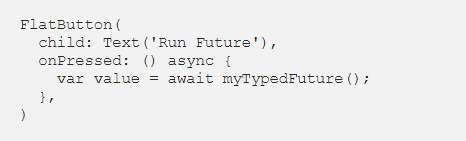 FlatButton(
  child: Text('Run Future'),
  onPressed: () async {
    var value = await myTypedFuture();
  },
)